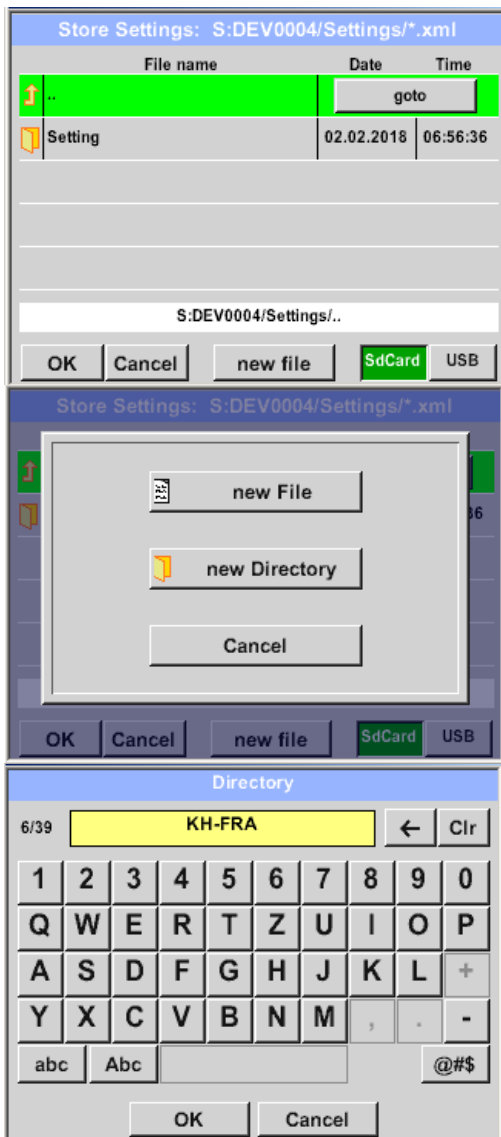 Store Settings: S:DEV0004/Settings/*.xml
File name Date Time
.. goto
Setting 02.02.2018 06:56:36
S:DEV0004/Settings/..
OK Cancel new file SdCard USB
Store Settings: S:DEV0004/Settings/*.xml
new File
36
new Directory
Cancel
OK Cancel new file SdCard USB
Directory
6/39 KH-FRA ← Clr
1 2 3 4 5 6 7 8 9 0
Q W E R T Z U I O P
A S D F G H J K L +
Y X C V B N M , . -
abc Abc @#$
OK Cancel